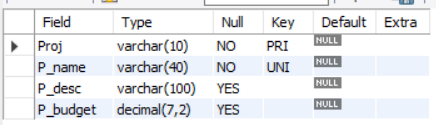 Field Type Null Key Default Extra
Proj varchar(10) NO PRI NULL
P_name varchar(40) NO UNI NULL
P_desc varchar(100) YES NULL
P_budget decimal(7,2) YES NULL